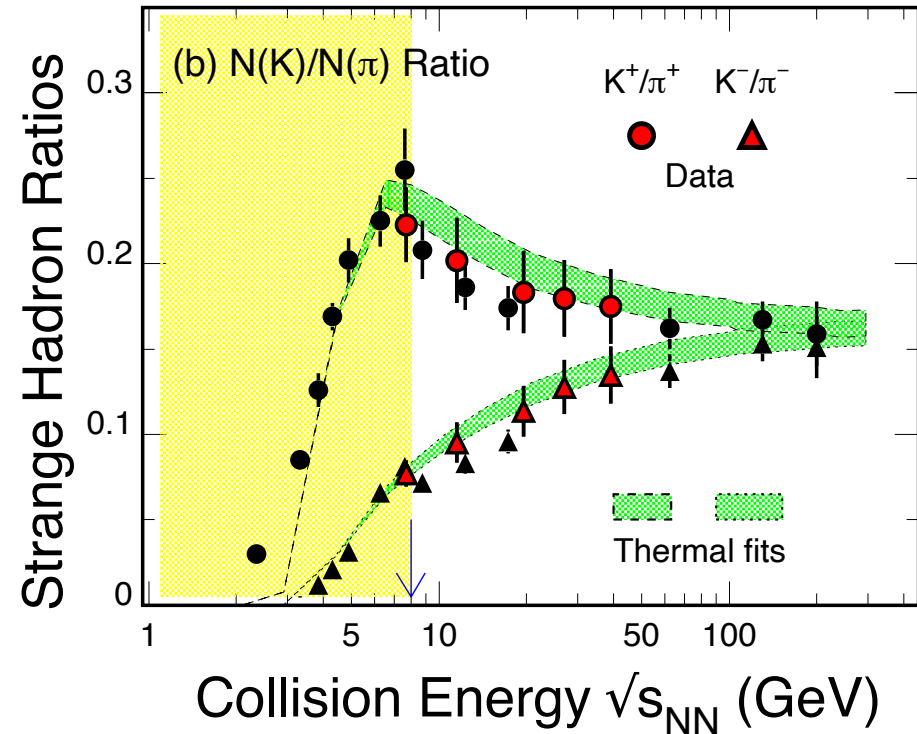 (b) N(K)/N(π) Ratio
K⁺/π⁺ K⁻/π⁻
Data
Thermal fits
Strange Hadron Ratios
0.3
0.2
0.1
0
1 5 10 50 100
Collision Energy √s_NN (GeV)